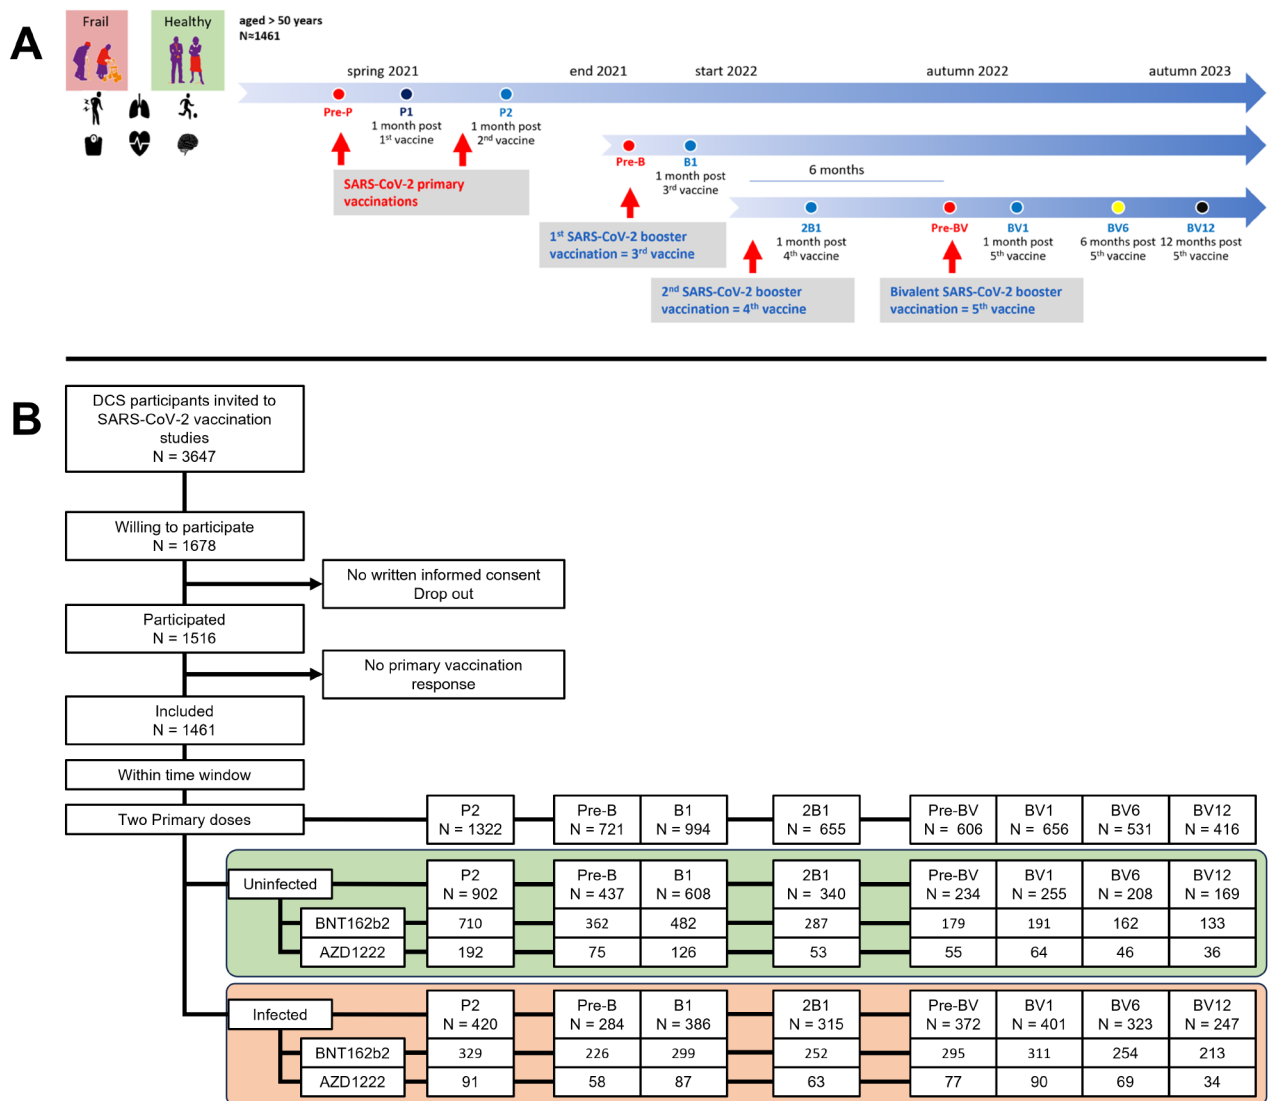 A
Frail
Healthy
aged > 50 years
N≈1461
spring 2021
end 2021
start 2022
autumn 2022
autumn 2023
Pre-P
P1
1 month post
1st vaccine
P2
1 month post
2nd vaccine
SARS-CoV-2 primary
vaccinations
Pre-B
B1
1 month post
3rd vaccine
1st SARS-CoV-2 booster
vaccination = 3rd vaccine
6 months
2B1
1 month post
4th vaccine
Pre-BV
BV1
1 month post
5th vaccine
BV6
6 months post
5th vaccine
BV12
12 months post
5th vaccine
2nd SARS-CoV-2 booster
vaccination = 4th vaccine
Bivalent SARS-CoV-2 booster
vaccination = 5th vaccine
B
DCS participants invited to
SARS-CoV-2 vaccination
studies
N = 3647
Willing to participate
N = 1678
No written informed consent
Drop out
Participated
N = 1516
No primary vaccination
response
Included
N = 1461
Within time window
Two Primary doses
P2
N = 1322
Pre-B
N = 721
B1
N = 994
2B1
N = 655
Pre-BV
N = 606
BV1
N = 656
BV6
N = 531
BV12
N = 416
Uninfected
P2
N = 902
Pre-B
N = 437
B1
N = 608
2B1
N = 340
Pre-BV
N = 234
BV1
N = 255
BV6
N = 208
BV12
N = 169
BNT162b2 710 362 482 287 179 191 162 133
AZD1222 192 75 126 53 55 64 46 36
Infected
P2
N = 420
Pre-B
N = 284
B1
N = 386
2B1
N = 315
Pre-BV
N = 372
BV1
N = 401
BV6
N = 323
BV12
N = 247
BNT162b2 329 226 299 252 295 311 254 213
AZD1222 91 58 87 63 77 90 69 34